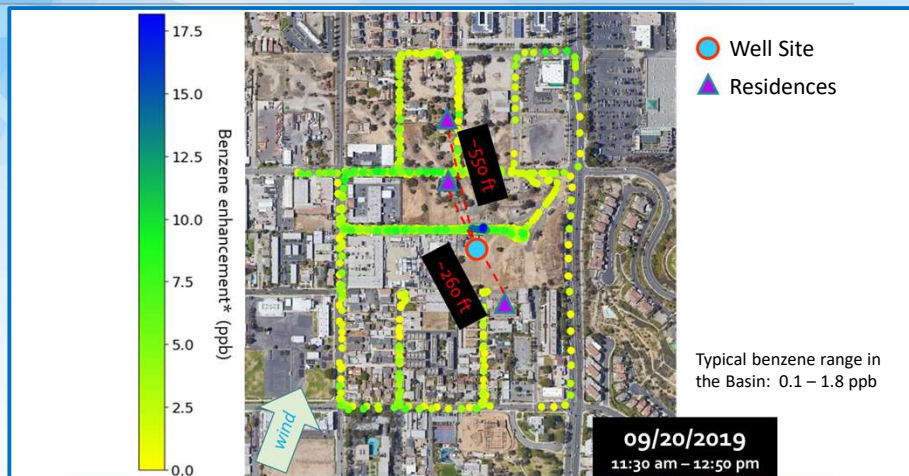 17.5
15.0
12.5
10.0
7.5
5.0
2.5
0.0
Benzene enhancement* (ppb)
~550 ft
~260 ft
wind
Well Site
Residences
Typical benzene range in
the Basin: 0.1 – 1.8 ppb
09/20/2019
11:30 am – 12:50 pm